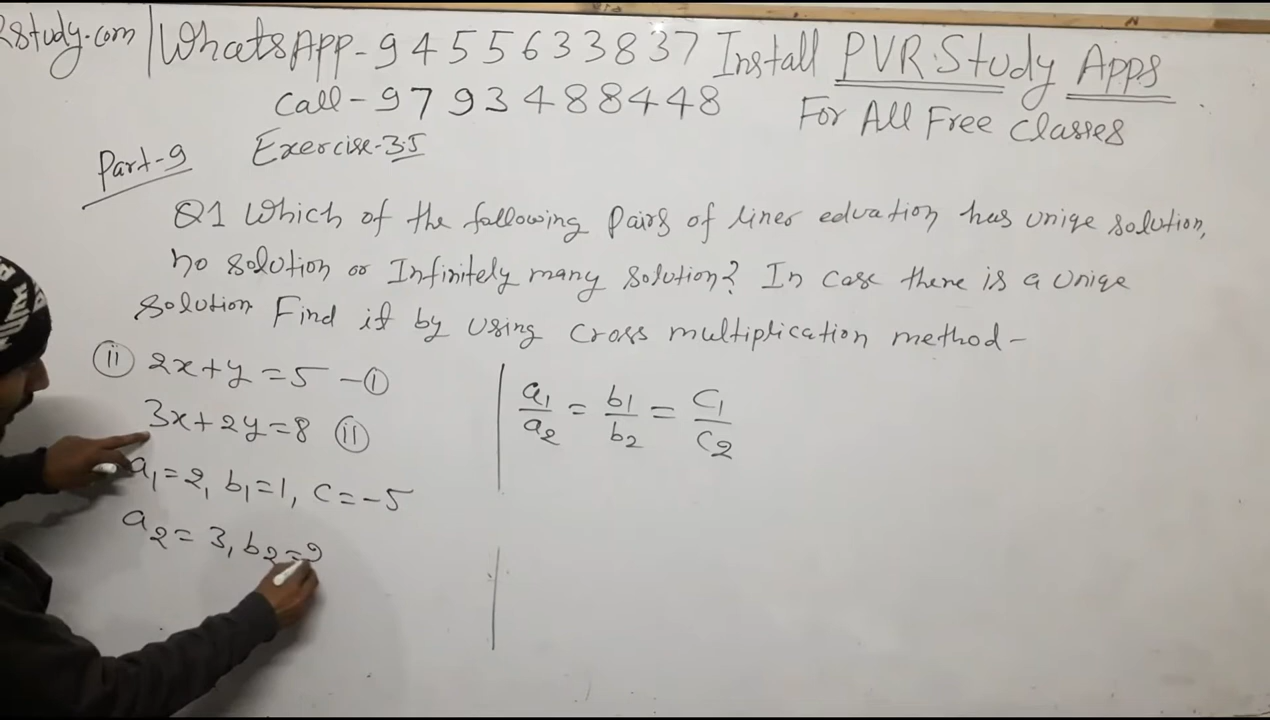 Study.com | WhatsApp-9455633837 Install PVR Study Apps
Call-9793488448 For All Free Classes
Part-9 Exercise-3.5
Q1 Which of the following Pairs of liner eduation has uniqe solution,
no solution or Infinitely many solution? In case there is a uniqe
solution Find it by using cross multiplication method-
(ii) 2x+y=5 -(i)
3x+2y=8 (ii)
a1=2, b1=1, c=-5
a2=3, b2=2
a1/a2 = b1/b2 = C1/C2